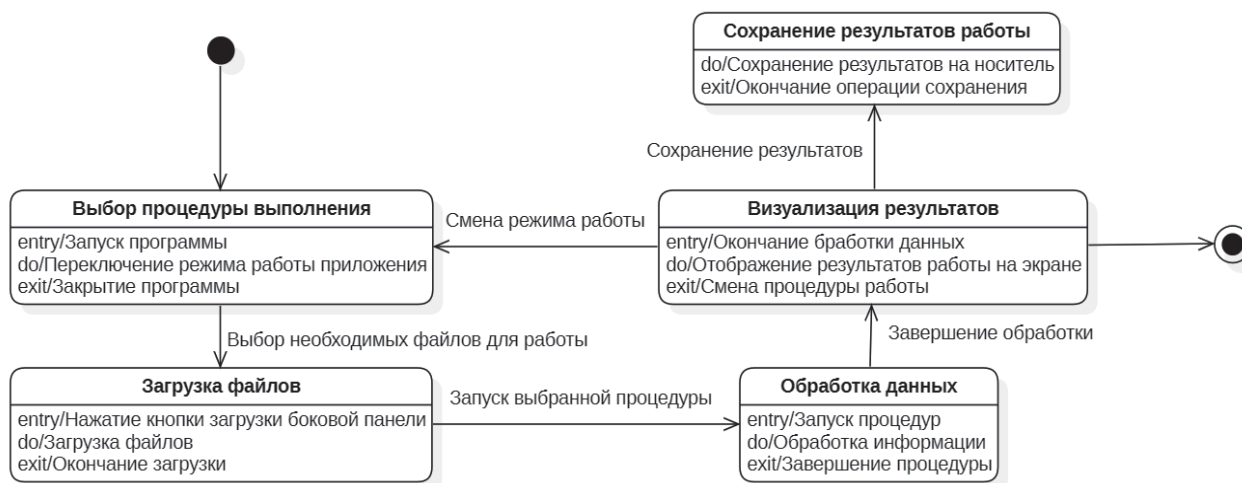 Сохранение результатов работы
do/Сохранение результатов на носитель
exit/Окончание операции сохранения
Сохранение результатов
Выбор процедуры выполнения
entry/Запуск программы
do/Переключение режима работы приложения
exit/Закрытие программы
Смена режима работы
Визуализация результатов
entry/Окончание бработки данных
do/Отображение результатов работы на экране
exit/Смена процедуры работы
Выбор необходимых файлов для работы
Завершение обработки
Загрузка файлов
entry/Нажатие кнопки загрузки боковой панели
do/Загрузка файлов
exit/Окончание загрузки
Запуск выбранной процедуры
Обработка данных
entry/Запуск процедур
do/Обработка информации
exit/Завершение процедуры